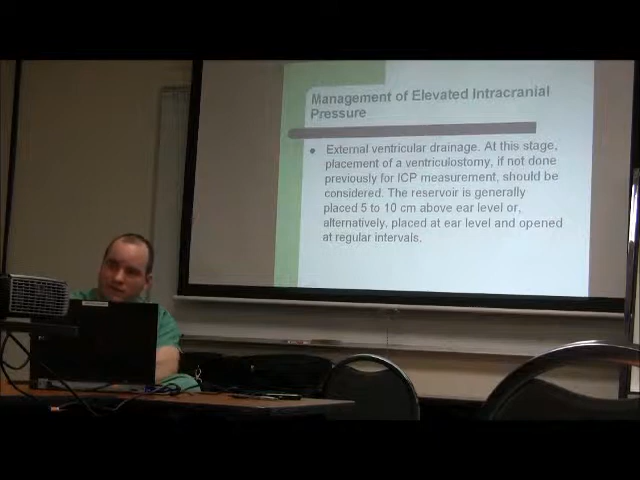 Management of Elevated Intracranial
Pressure
External ventricular drainage. At this stage,
placement of a ventriculostomy, if not done
previously for ICP measurement, should be
considered. The reservoir is generally
placed 5 to 10 cm above ear level or,
alternatively, placed at ear level and opened
at regular intervals.